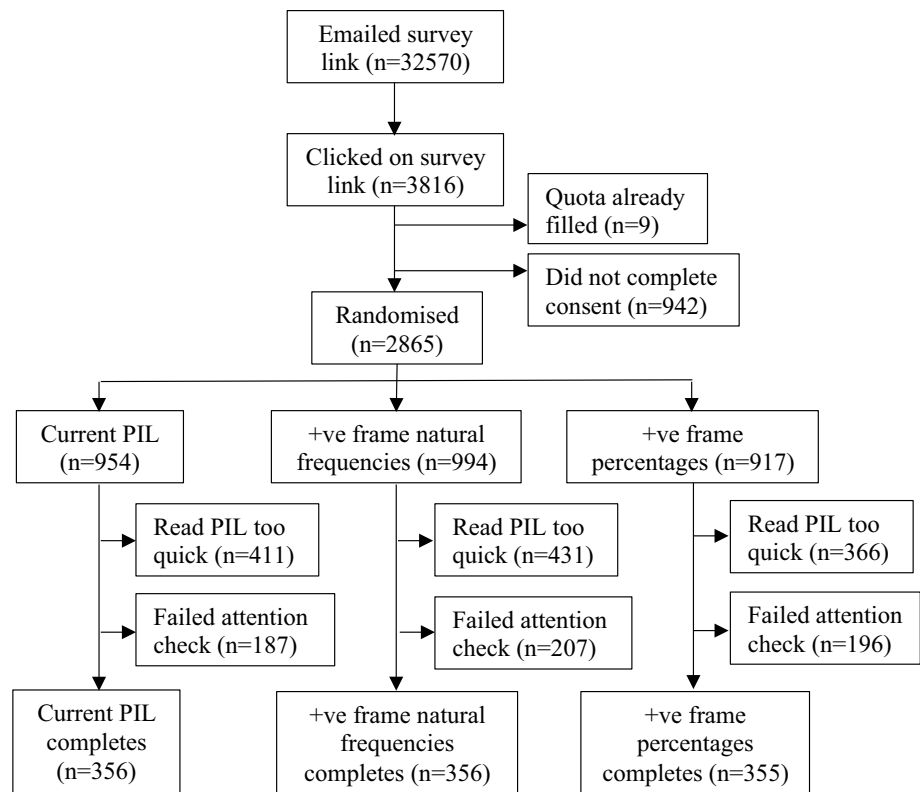 Emailed survey
link (n=32570)
Clicked on survey
link (n=3816)
Quota already
filled (n=9)
Did not complete
consent (n=942)
Randomised
(n=2865)
Current PIL
(n=954)
+ve frame natural
frequencies (n=994)
+ve frame
percentages (n=917)
Read PIL too
quick (n=411)
Read PIL too
quick (n=431)
Read PIL too
quick (n=366)
Failed attention
check (n=187)
Failed attention
check (n=207)
Failed attention
check (n=196)
Current PIL
completes
(n=356)
+ve frame natural
frequencies
completes (n=356)
+ve frame
percentages
completes (n=355)